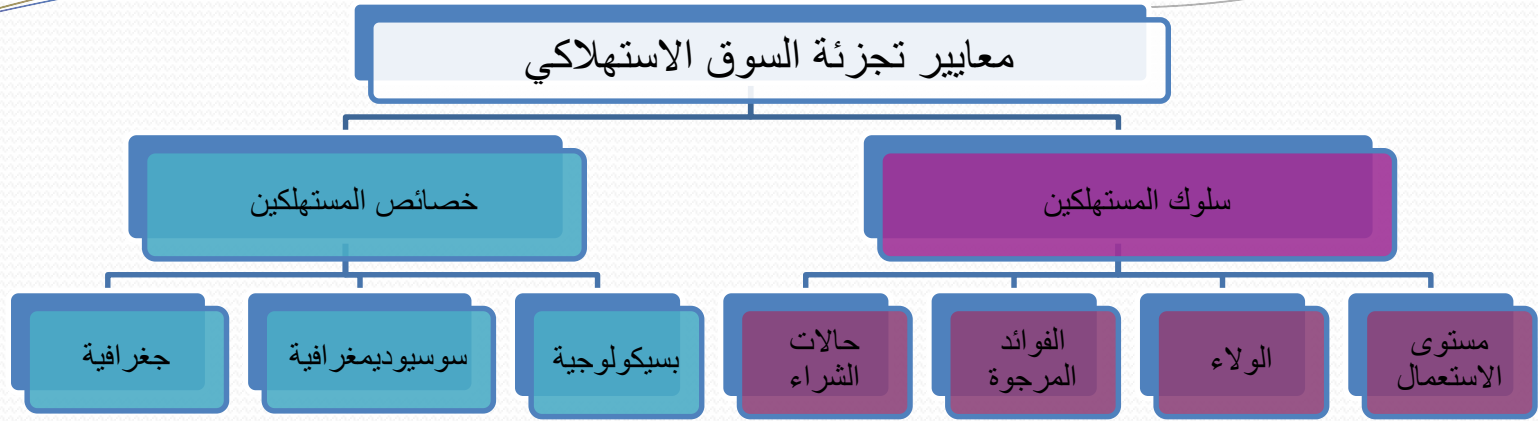 معايير تجزئة السوق الاستهلاكي
سلوك المستهلكين
خصائص المستهلكين
مستوى
الاستعمال
الولاء
الفوائد
المرجوة
حالات
الشراء
بسيكولوجية
سوسيوديمغرافية
جغرافية